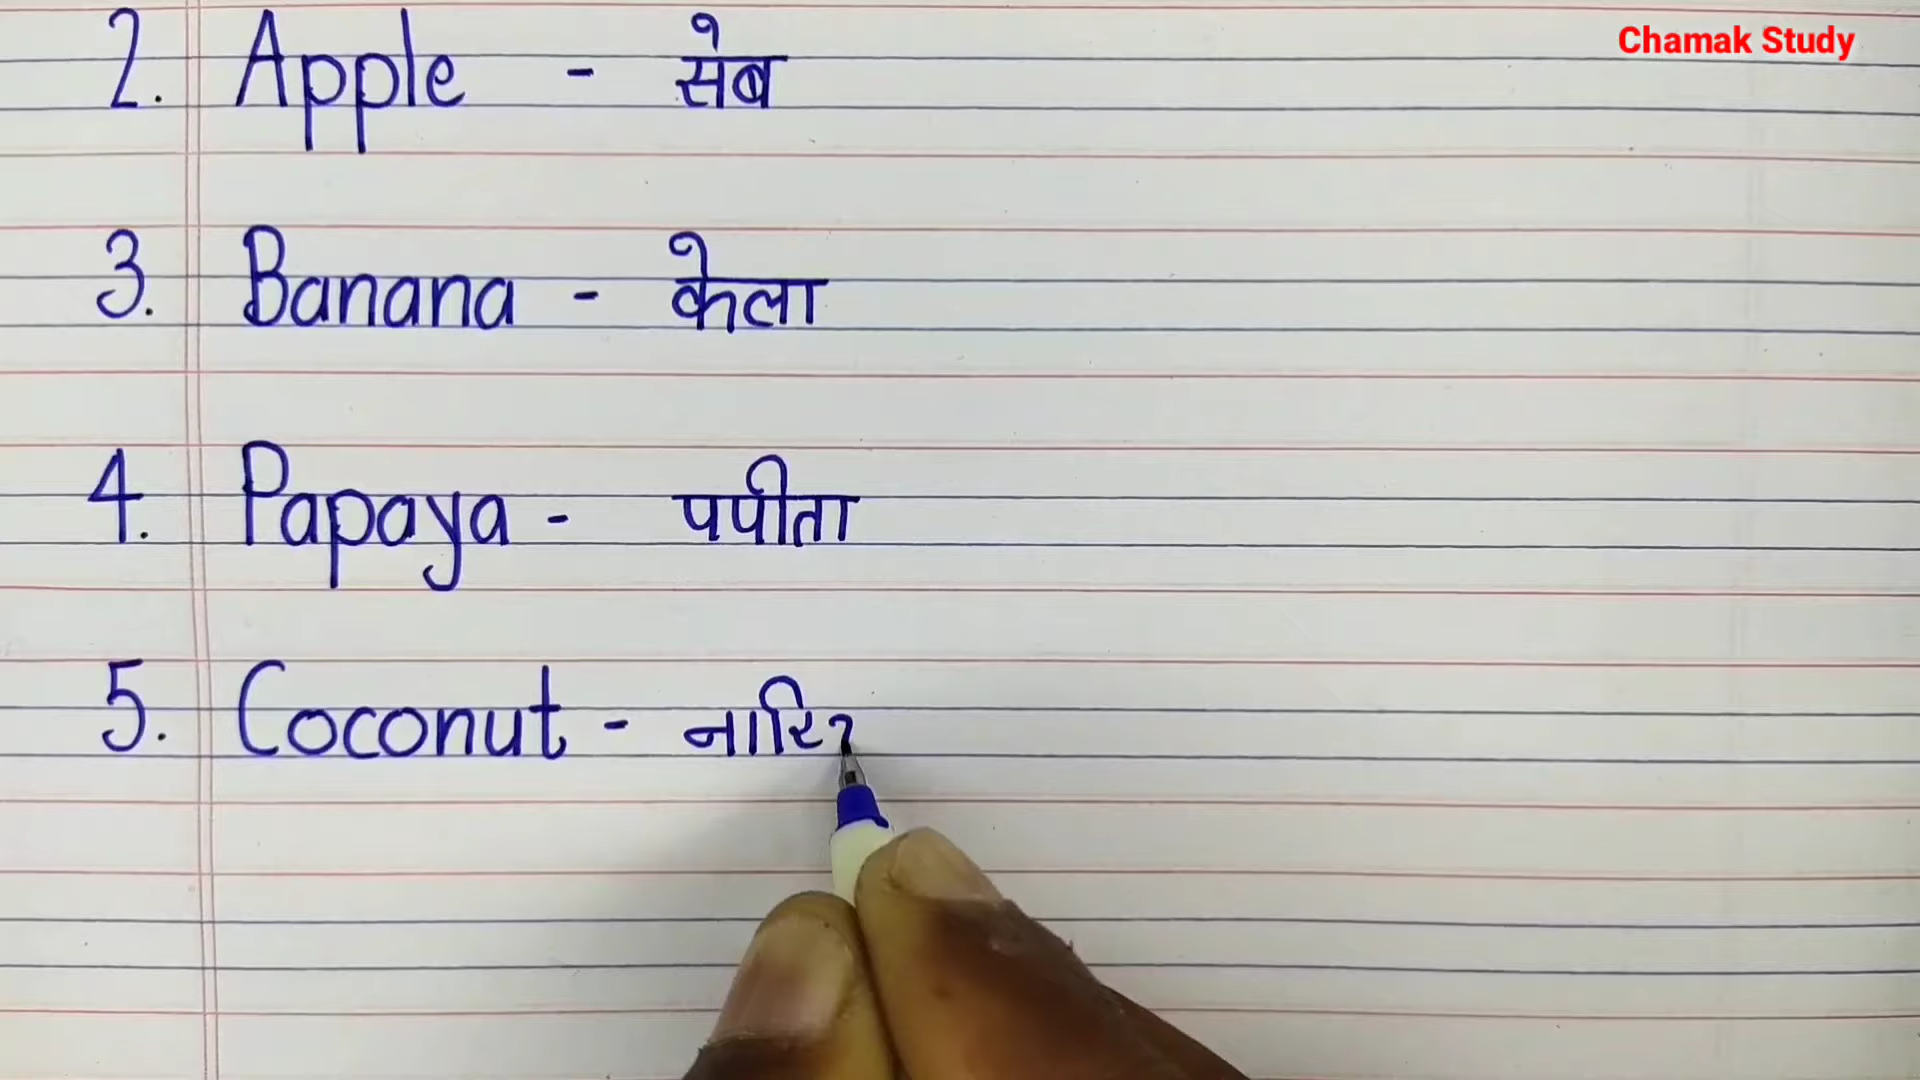 Chamak Study
2. Apple - सेब
3. Banana - केला
4. Papaya - पपीता
5. Coconut -